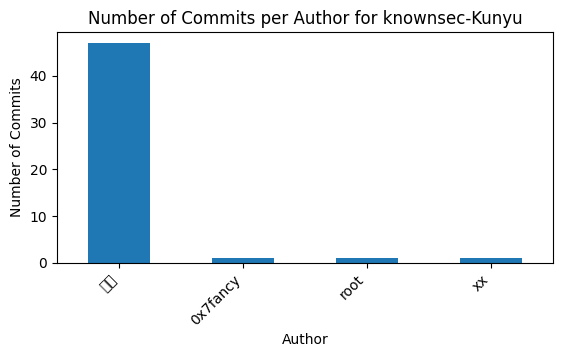 Number of Commits per Author for knownsec-Kunyu
Number of Commits
40
30
20
10
0
0x7fancy
root
xx
Author